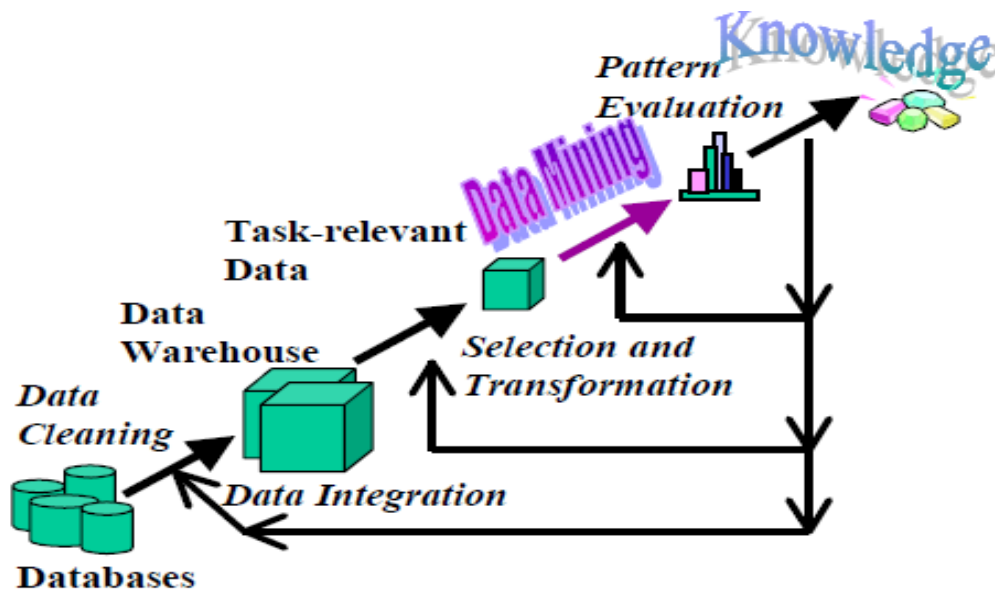 Knowledge
Pattern
Evaluation
Data Mining
Task-relevant
Data
Data
Warehouse
Selection and
Transformation
Data
Cleaning
Data Integration
Databases